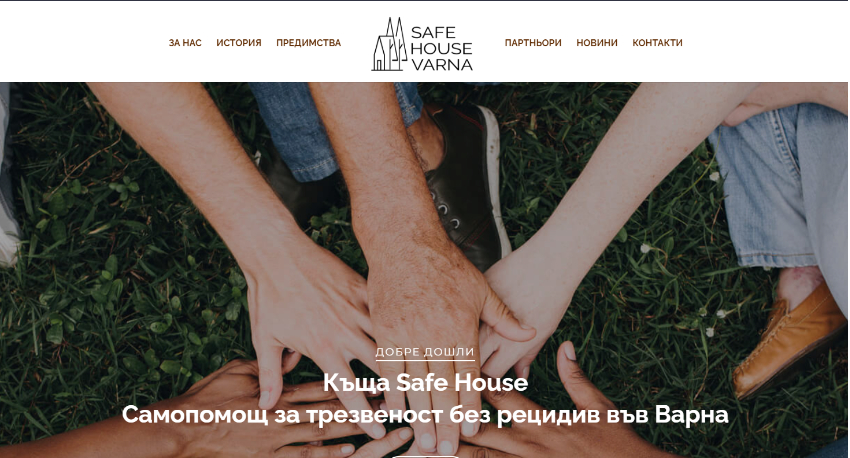 ЗА НАС ИСТОРИЯ ПРЕДИМСТВА
SAFE
HOUSE
VARNA
ПАРТНЬОРИ НОВИНИ КОНТАКТИ
ДОБРЕ ДОШЛИ
Къща Safe House
Самопомощ за трезвеност без рецидив във Варна